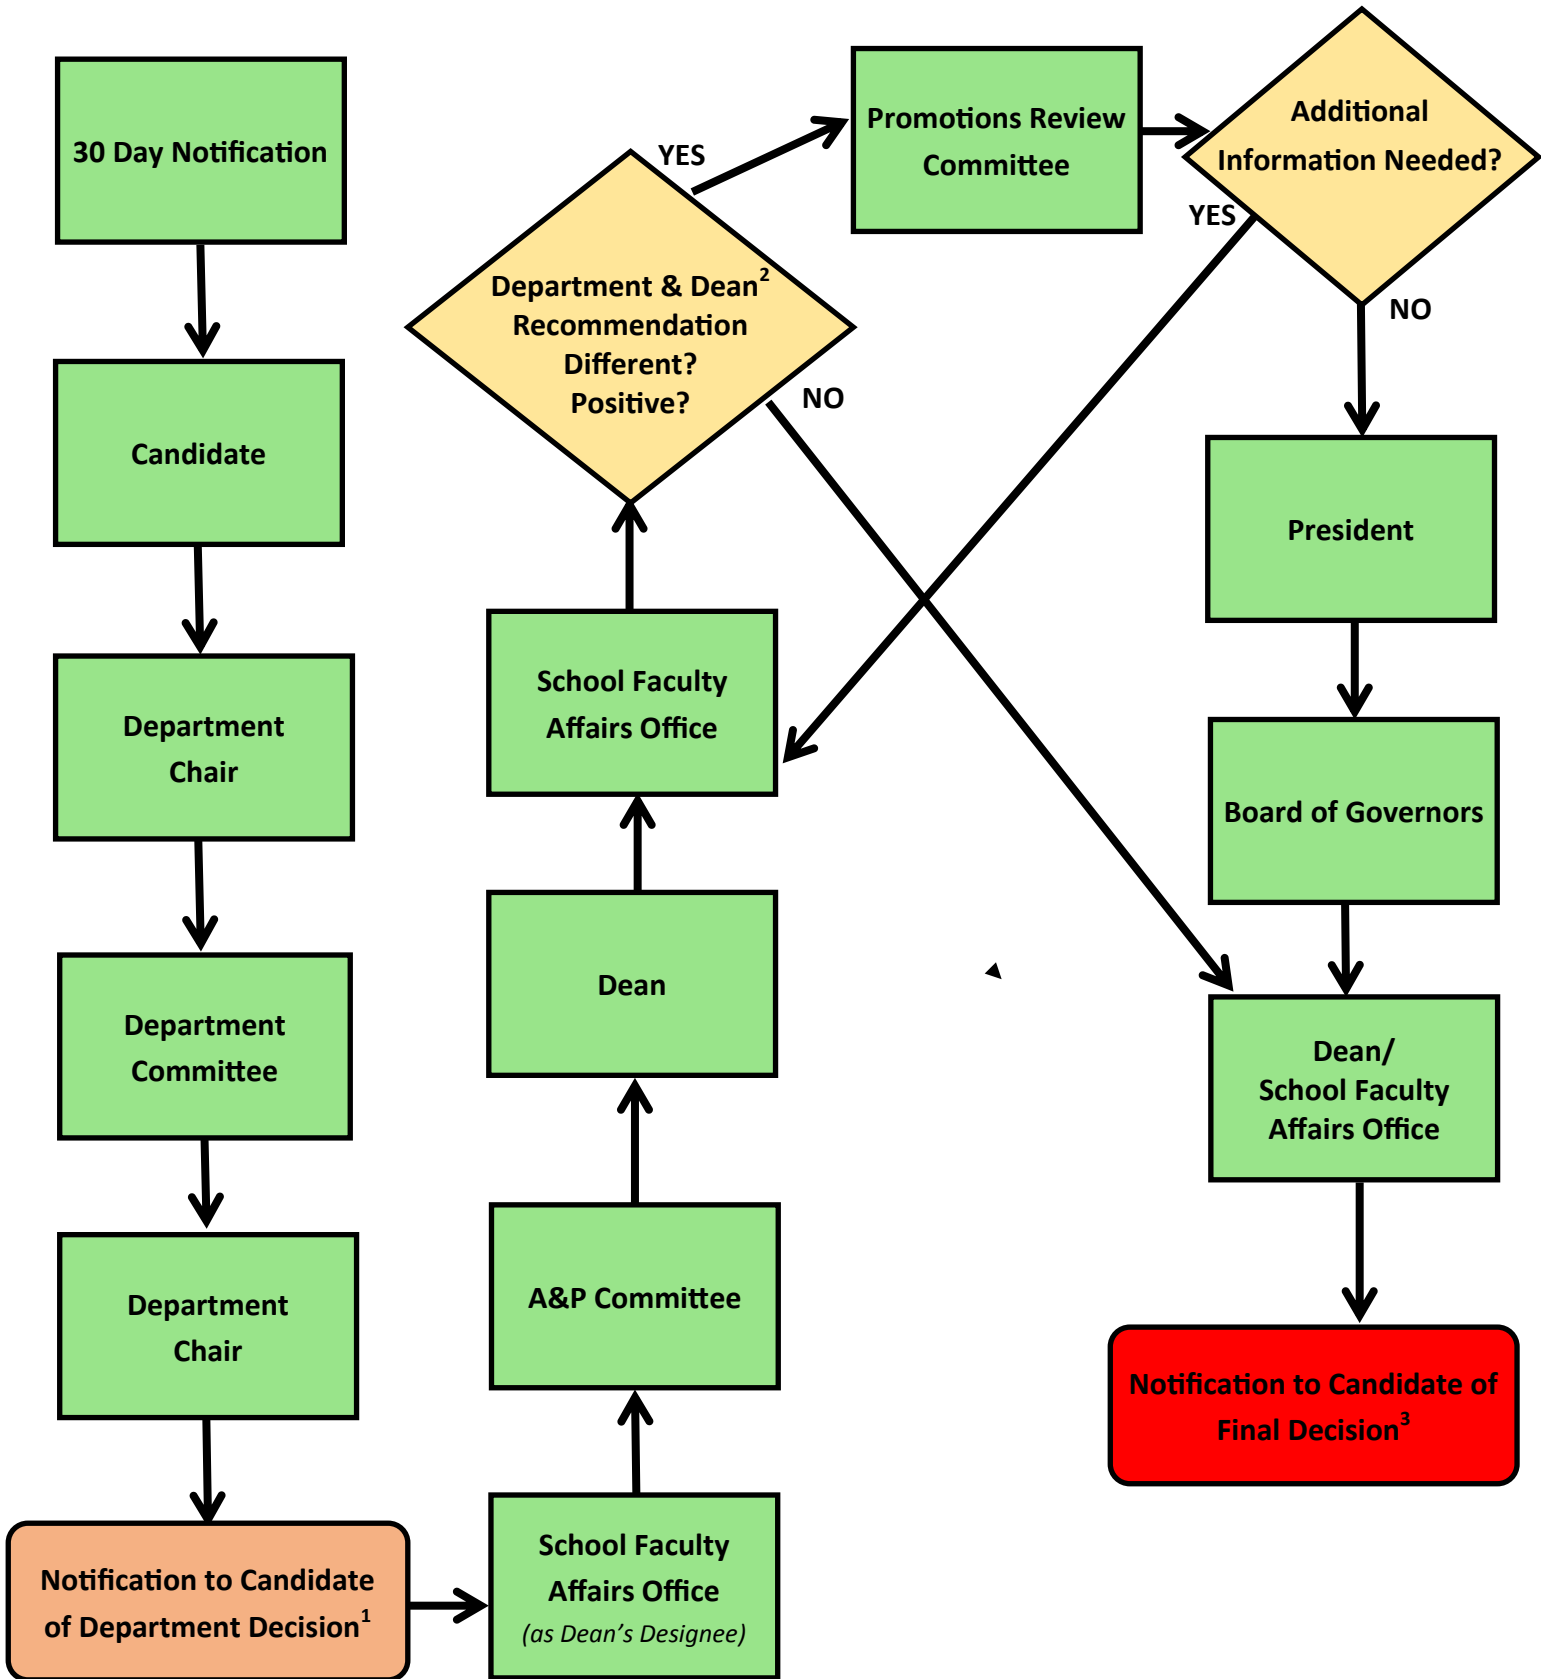 30 Day Notification
Candidate
Department
Chair
Department
Committee
Department
Chair
Notification to Candidate
of Department Decision1
School Faculty
Affairs Office
(as Dean's Designee)
A&P Committee
Dean
School Faculty
Affairs Office
Department & Dean2
Recommendation
Different?
Positive?
YES
NO
Promotions Review
Committee
Additional
Information Needed?
YES
NO
President
Board of Governors
Dean/
School Faculty
Affairs Office
Notification to Candidate of
Final Decision3